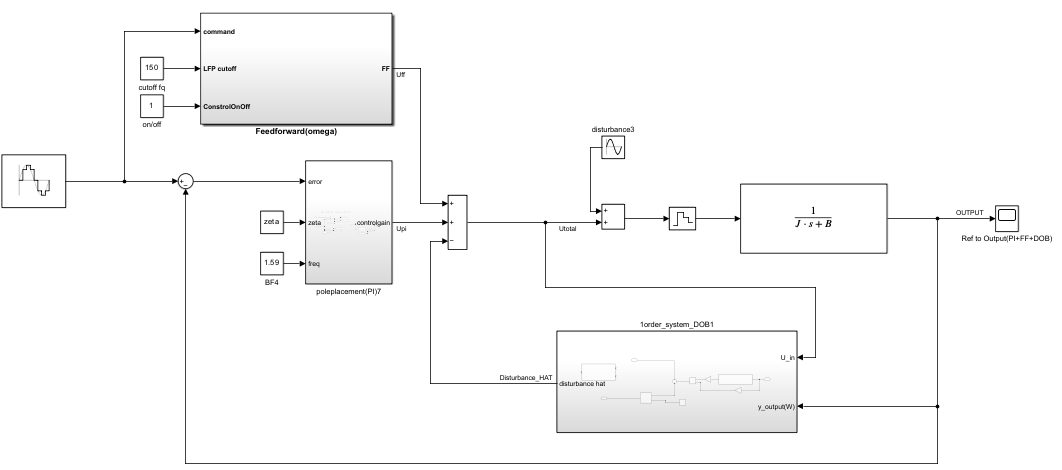 command
LFP cutoff
ConstrolOnOff
FF
Uff
150
cutoff fq
1
on/off
Feedforward(omega)
disturbance3
error
zeta
zeta
controlgain
Upi
1.59
freq
BF4
poleplacement(PI)7
Utotal
1
J · s + B
OUTPUT
Ref to Output(PI+FF+DOB)
1order_system_DOB1
U_in
Disturbance_HAT
disturbance hat
y_output(W)